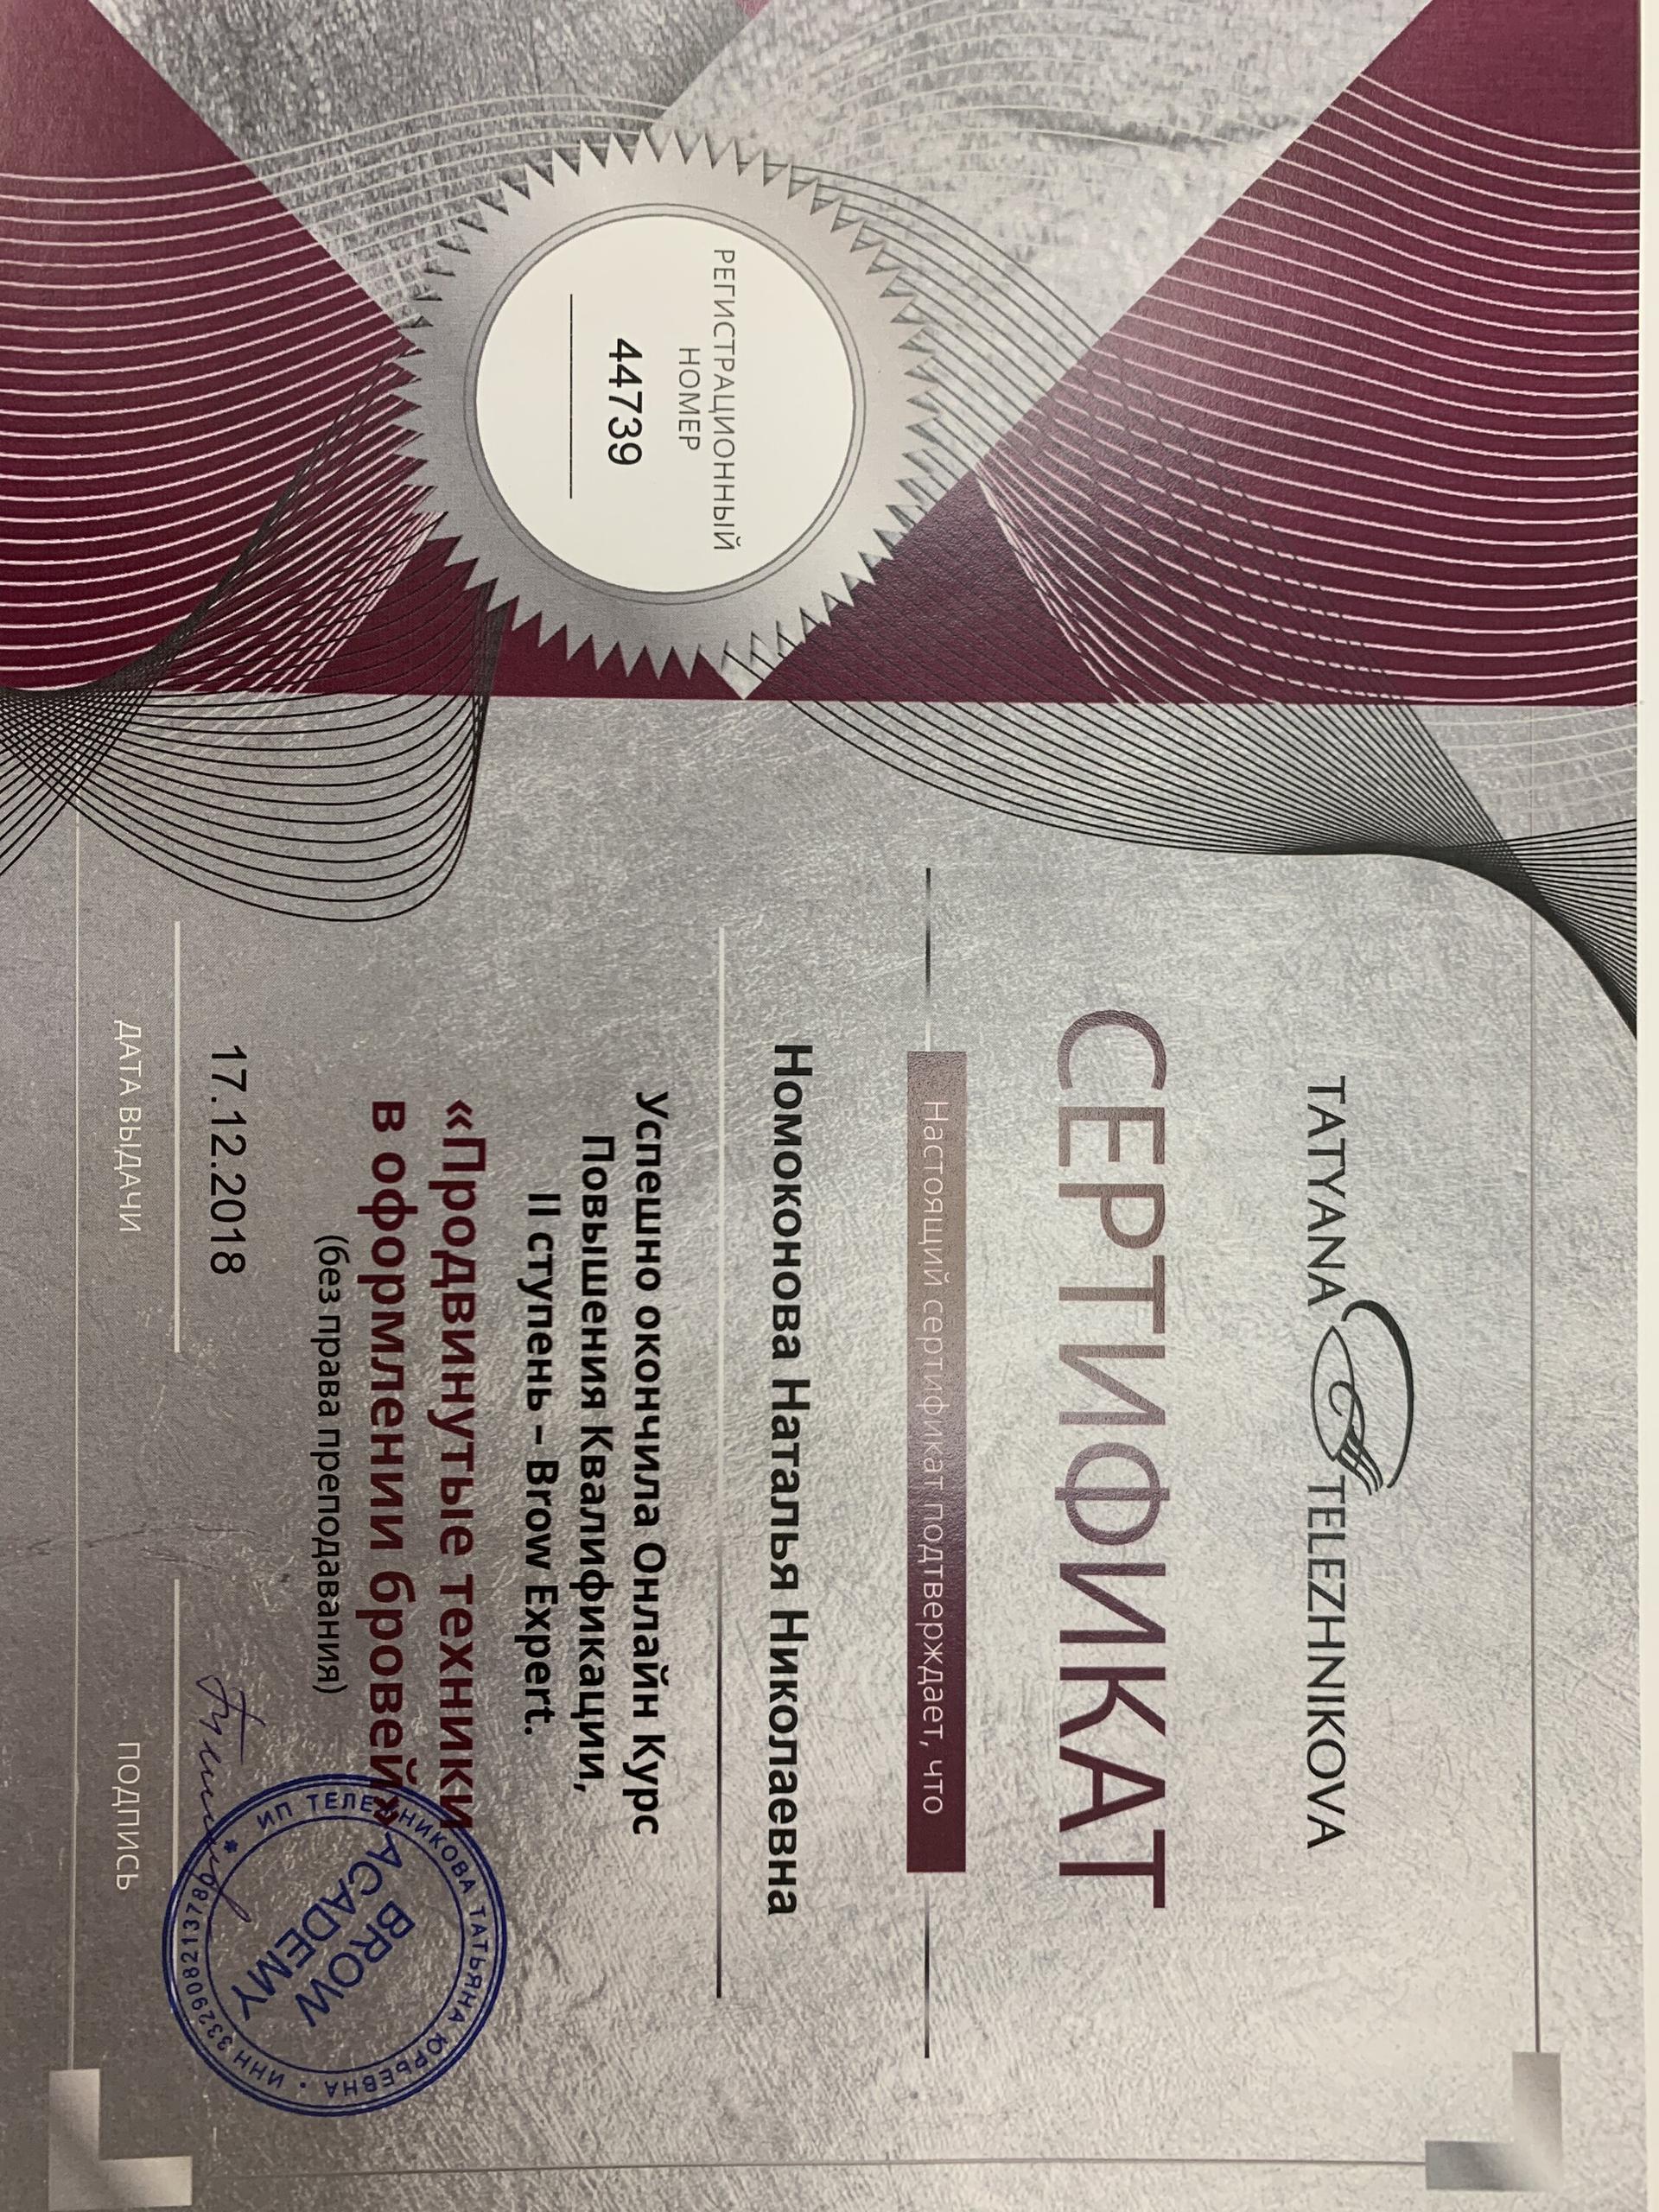 TATYANA TELEZHNIKOVA
СЕРТИФИКАТ
Настоящий сертификат подтверждает, что
Номоконова Наталья Николаевна
Успешно окончила Онлайн Курс
Повышения Квалификации,
II ступень – Brow Expert.
«Продвинутые техники
в оформлении бровей»
(без права преподавания)
17.12.2018
ДАТА ВЫДАЧИ
ПОДПИСЬ
РЕГИСТРАЦИОННЫЙ
НОМЕР
44739
ИП ТЕЛЕЖНИКОВА ТАТЬЯНА ЮРЬЕВНА • ИНН 332908213789
BROW
ACADEMY